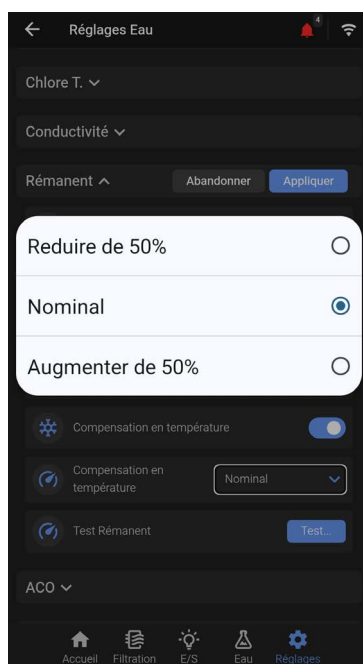 Réglages Eau
4
Chlore T.
Conductivité
Rémanent
Abandonner
Appliquer
Reduire de 50%
Nominal
Augmenter de 50%
Compensation en température
Compensation en
température
Nominal
Test Rémanent
Test...
ACO
Accueil
Filtration
E/S
Eau
Réglages